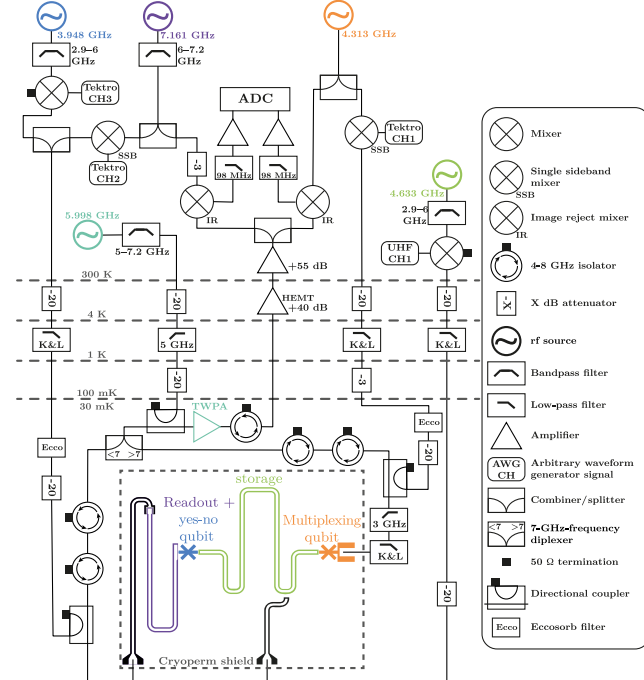 3.948 GHz
7.161 GHz
4.313 GHz
2.9–6
GHz
6–7.2
GHz
ADC
Tektro
CH3
Tektro
CH1
SSB
SSB
Tektro
CH2
-3
98 MHz
98 MHz
IR
IR
4.633 GHz
2.9–6
GHz
5.998 GHz
5–7.2 GHz
UHF
CH1
+55 dB
300 K
-20
-20
HEMT
+40 dB
-20
-20
4 K
K&L
5 GHz
K&L
K&L
1 K
-20
-3
100 mK
30 mK
TWPA
Ecco
Ecco
<7 >7
-20
-20
storage
Readout +
yes-no
qubit
Multiplexing
qubit
3 GHz
K&L
-20
Cryoperm shield
Mixer
Single sideband
mixer
SSB
Image reject mixer
IR
4-8 GHz isolator
-X
X dB attenuator
rf source
Bandpass filter
Low-pass filter
Amplifier
AWG
CH
Arbitrary waveform
generator signal
Combiner/splitter
<7 >7
7-GHz-frequency
diplexer
50 Ω termination
Directional coupler
Ecco
Eccosorb filter